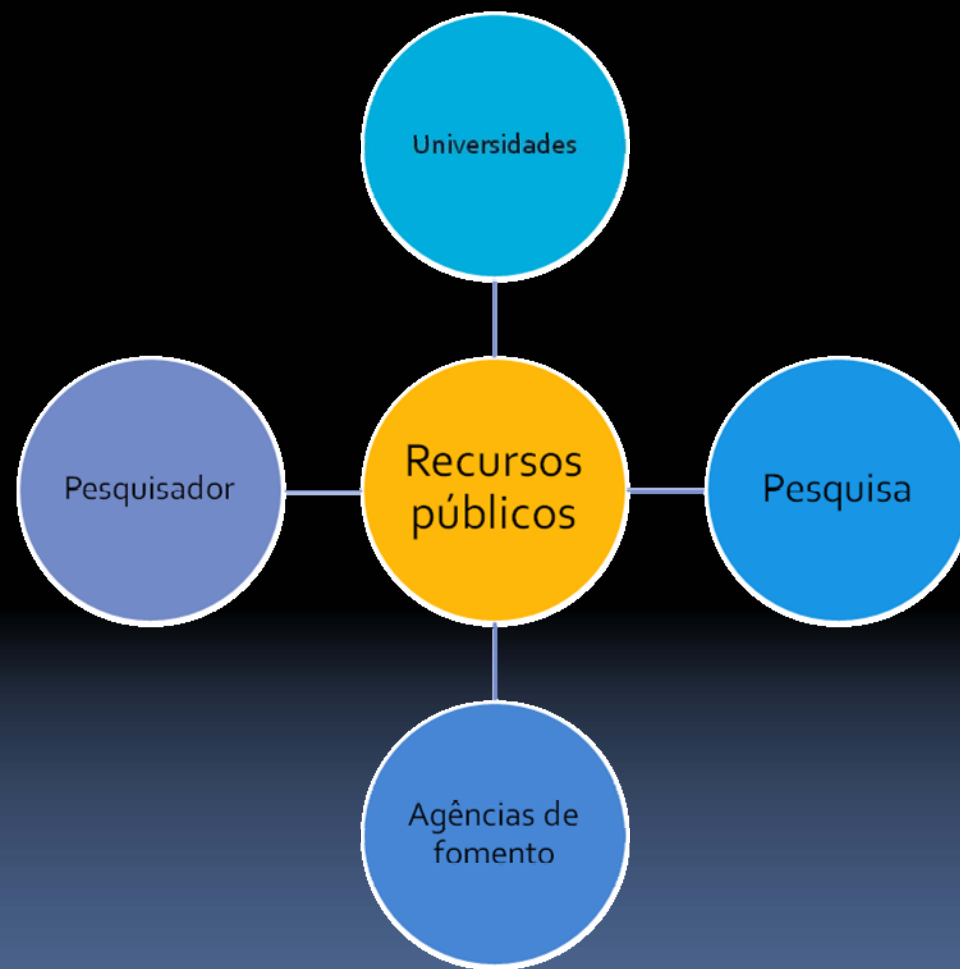 Universidades
Pesquisador
Recursos
públicos
Pesquisa
Agências de
fomento